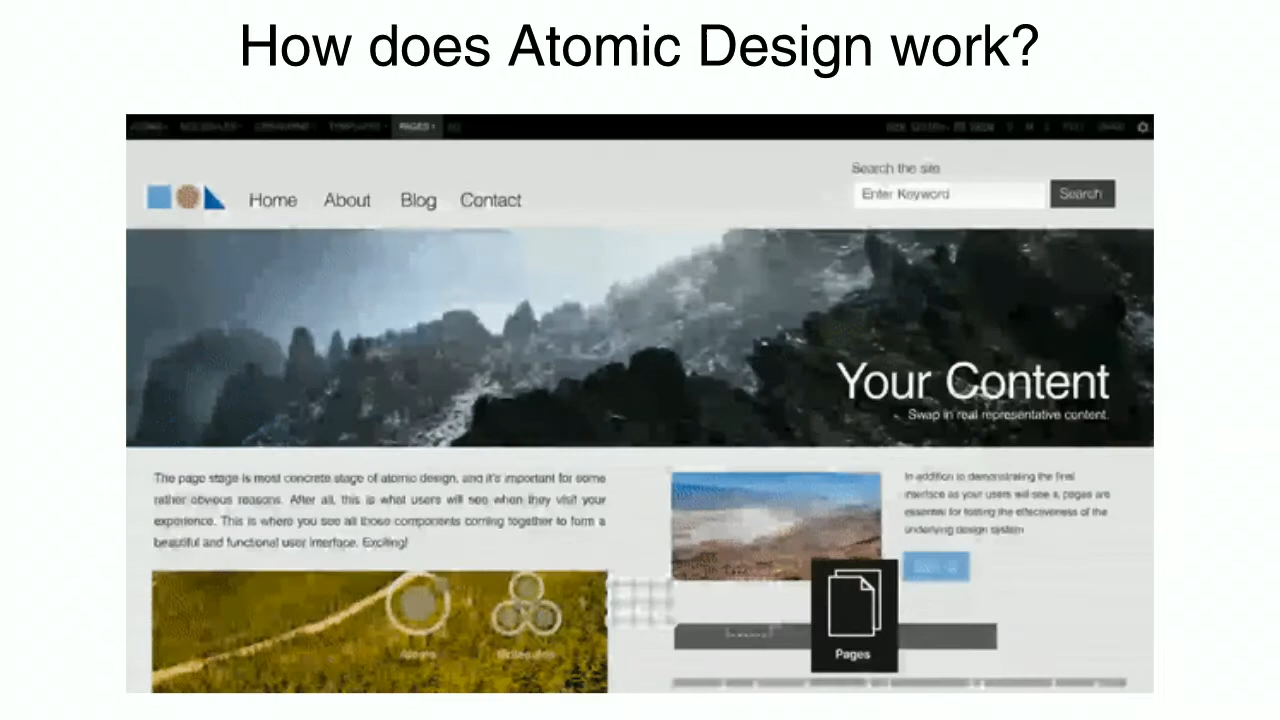 How does Atomic Design work?
PAGES
Search the site
Home About Blog Contact
Enter Keyword
Search
Your Content
Swap in real representative content.
The page stage is most concrete stage of atomic design, and it's important for some
rather obvious reasons. After all, this is what users will see when they visit your
experience. This is where you see all those components coming together to form a
beautiful and functional user interface. Exciting!
In addition to demonstrating the final
interface as your users will see it, pages are
essential for testing the effectiveness of the
underlying design system
Atoms
Molecules
Pages